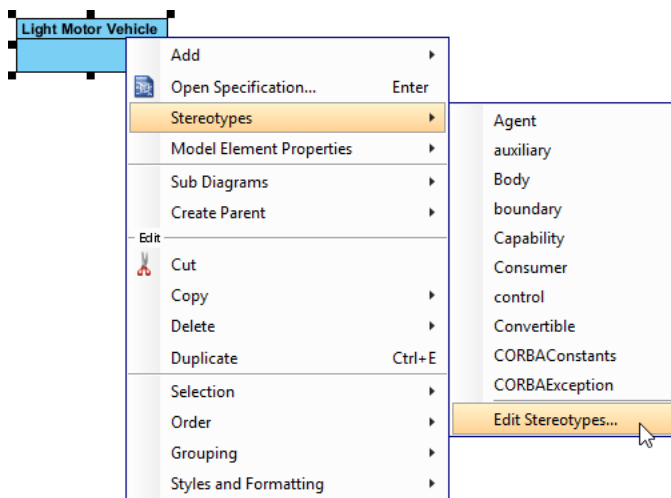 Light Motor Vehicle
Add
Open Specification... Enter
Stereotypes
Model Element Properties
Sub Diagrams
Create Parent
Edit
Cut
Copy
Delete
Duplicate Ctrl+E
Selection
Order
Grouping
Styles and Formatting
Agent
auxiliary
Body
boundary
Capability
Consumer
control
Convertible
CORBAConstants
CORBAException
Edit Stereotypes...